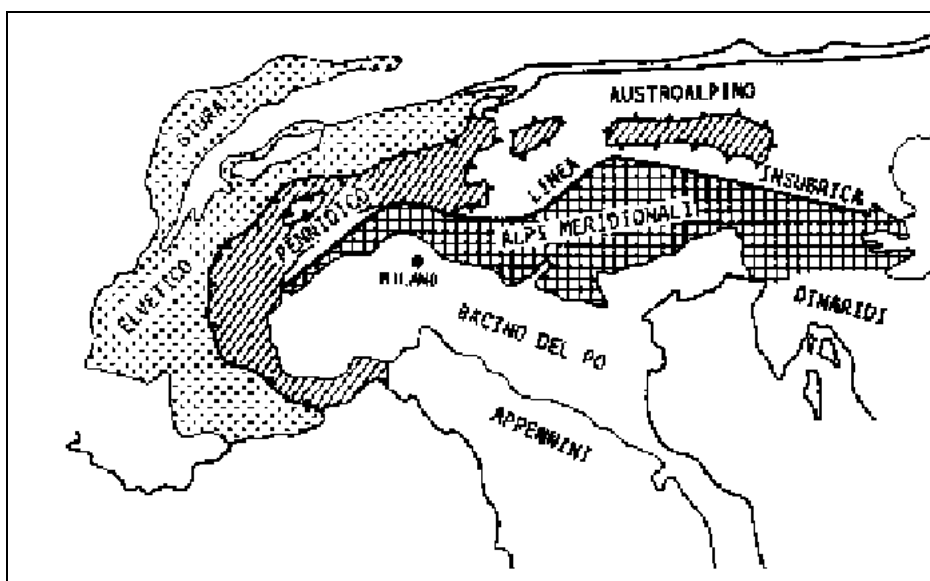 AUSTROALPINO
GIURA
LINEA
INSUBRICA
PENNIDICO
ALPI MERIDIONALI
MILANO
ELVETICO
DINARIDI
BACINO DEL PO
APPENNINI